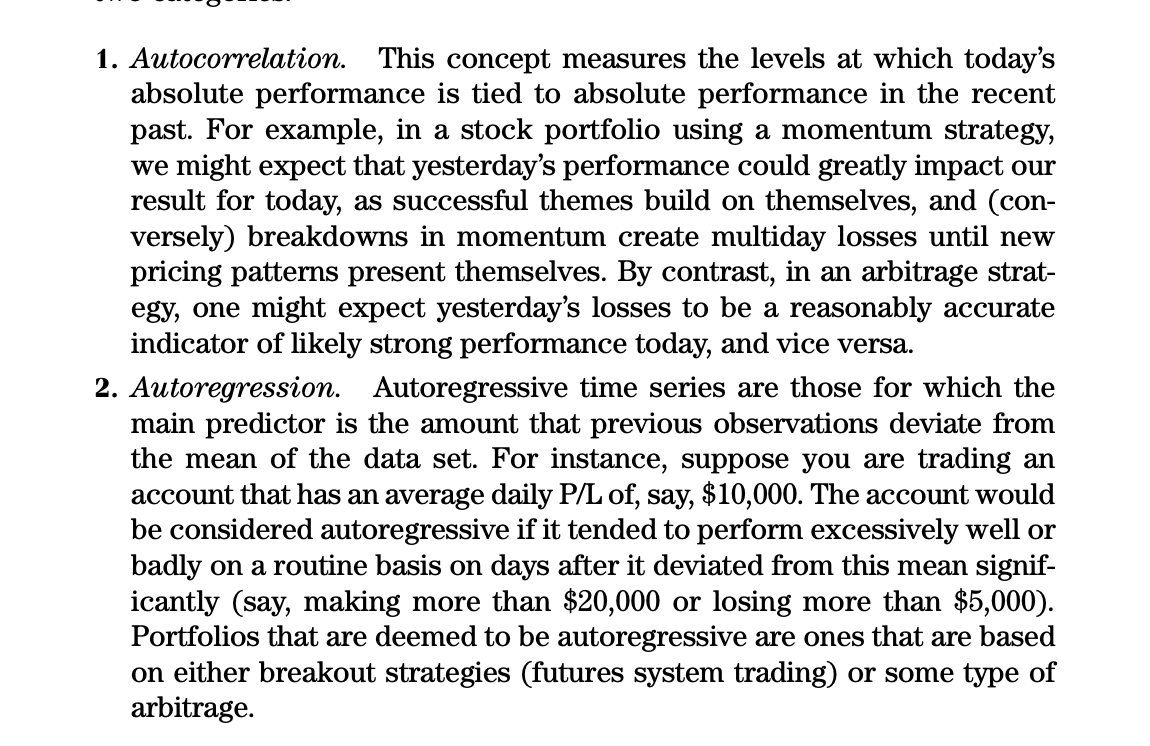 1. Autocorrelation. This concept measures the levels at which today's
absolute performance is tied to absolute performance in the recent
past. For example, in a stock portfolio using a momentum strategy,
we might expect that yesterday's performance could greatly impact our
result for today, as successful themes build on themselves, and (con-
versely) breakdowns in momentum create multiday losses until new
pricing patterns present themselves. By contrast, in an arbitrage strat-
egy, one might expect yesterday's losses to be a reasonably accurate
indicator of likely strong performance today, and vice versa.
2. Autoregression. Autoregressive time series are those for which the
main predictor is the amount that previous observations deviate from
the mean of the data set. For instance, suppose you are trading an
account that has an average daily P/L of, say, $10,000. The account would
be considered autoregressive if it tended to perform excessively well or
badly on a routine basis on days after it deviated from this mean signif-
icantly (say, making more than $20,000 or losing more than $5,000).
Portfolios that are deemed to be autoregressive are ones that are based
on either breakout strategies (futures system trading) or some type of
arbitrage.